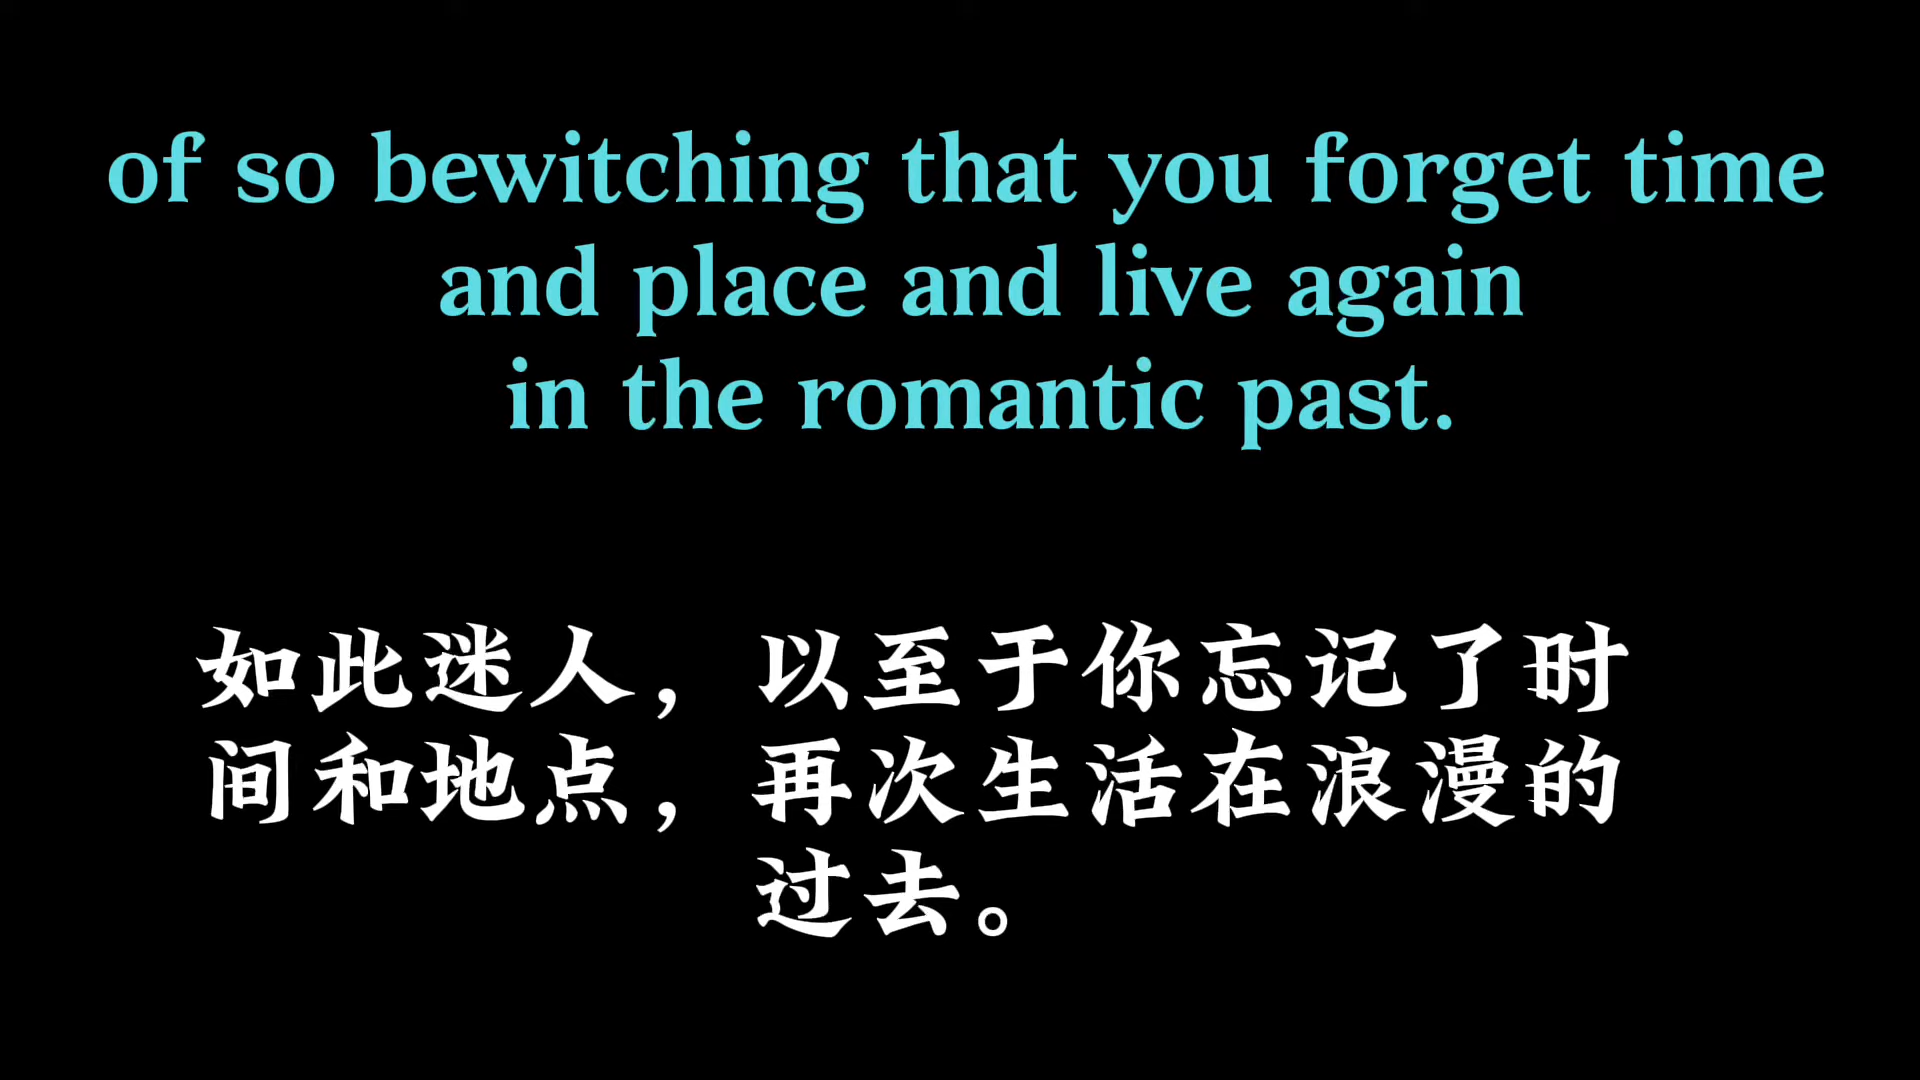 of so bewitching that you forget time
and place and live again
in the romantic past.
如此迷人，以至于你忘记了时
间和地点，再次生活在浪漫的
过去。